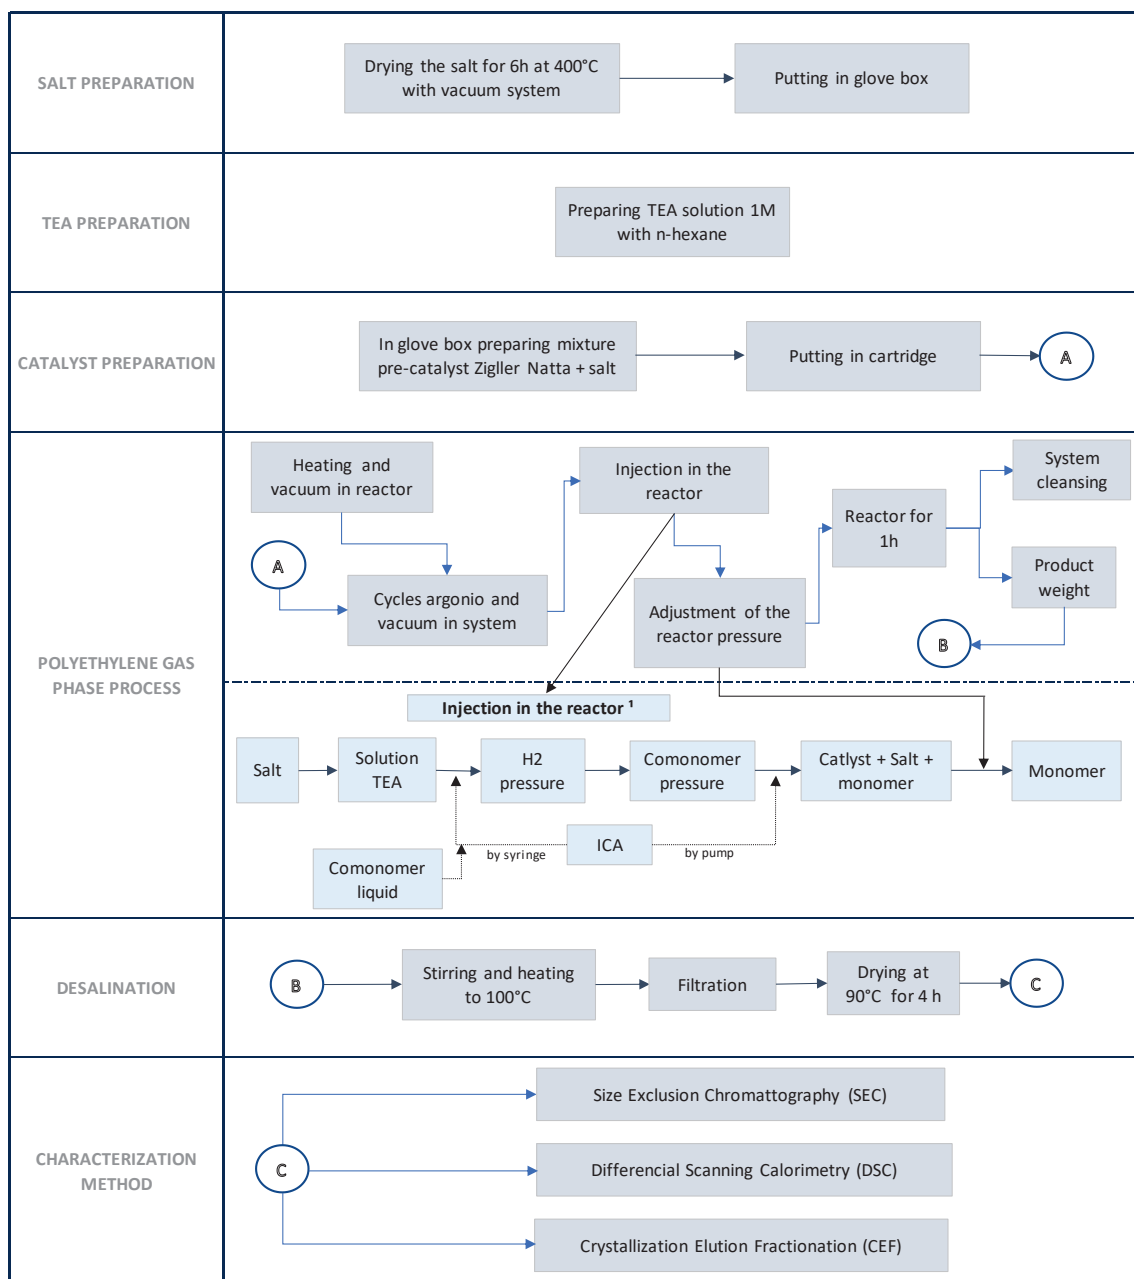 SALT PREPARATION
Drying the salt for 6h at 400°C
with vacuum system
Putting in glove box
TEA PREPARATION
Preparing TEA solution 1M
with n-hexane
CATALYST PREPARATION
In glove box preparing mixture
pre-catalyst Zigller Natta + salt
Putting in cartridge
A
POLYETHYLENE GAS
PHASE PROCESS
Heating and
vacuum in reactor
A
Cycles argonio and
vacuum in system
Injection in the
reactor
Adjustment of the
reactor pressure
Reactor for
1h
System
cleansing
Product
weight
B
Injection in the reactor ¹
Salt
Solution
TEA
H2
pressure
Comonomer
pressure
Catlyst + Salt +
monomer
Monomer
by syringe
ICA
by pump
Comonomer
liquid
DESALINATION
B
Stirring and heating
to 100°C
Filtration
Drying at
90°C for 4 h
C
CHARACTERIZATION
METHOD
C
Size Exclusion Chromattography (SEC)
Differencial Scanning Calorimetry (DSC)
Crystallization Elution Fractionation (CEF)